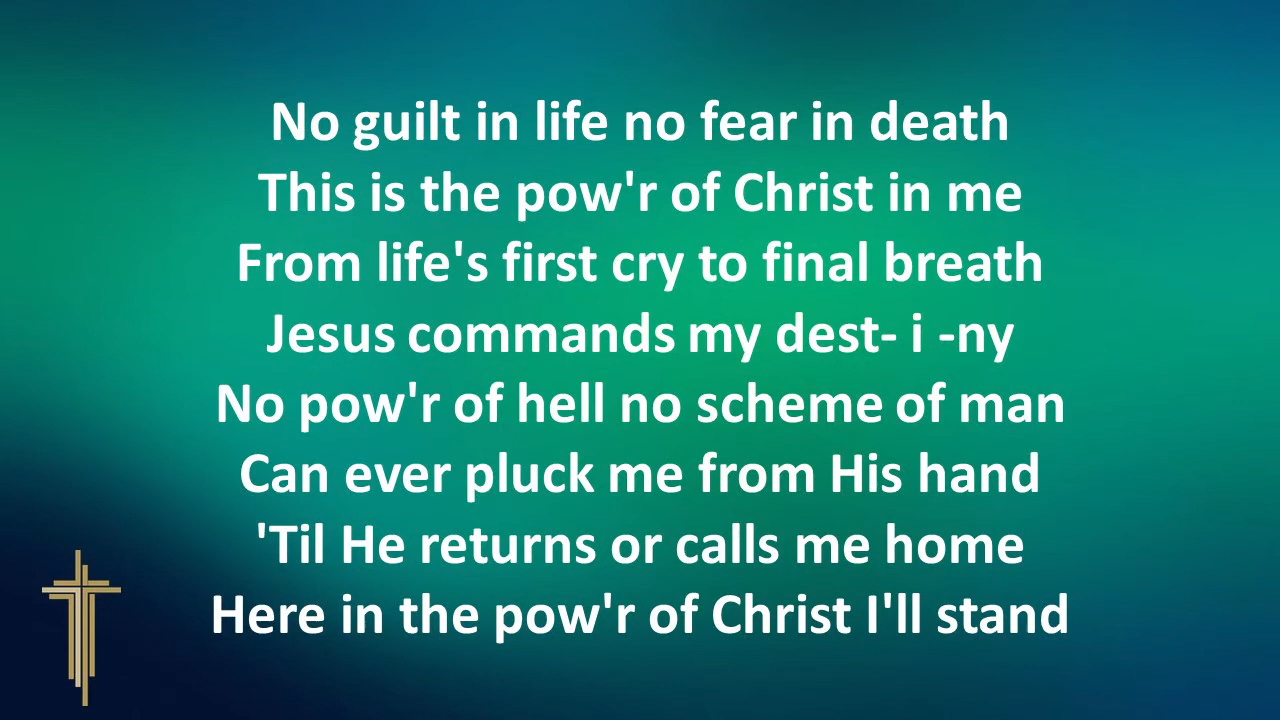 No guilt in life no fear in death
This is the pow'r of Christ in me
From life's first cry to final breath
Jesus commands my dest- i -ny
No pow'r of hell no scheme of man
Can ever pluck me from His hand
'Til He returns or calls me home
Here in the pow'r of Christ I'll stand